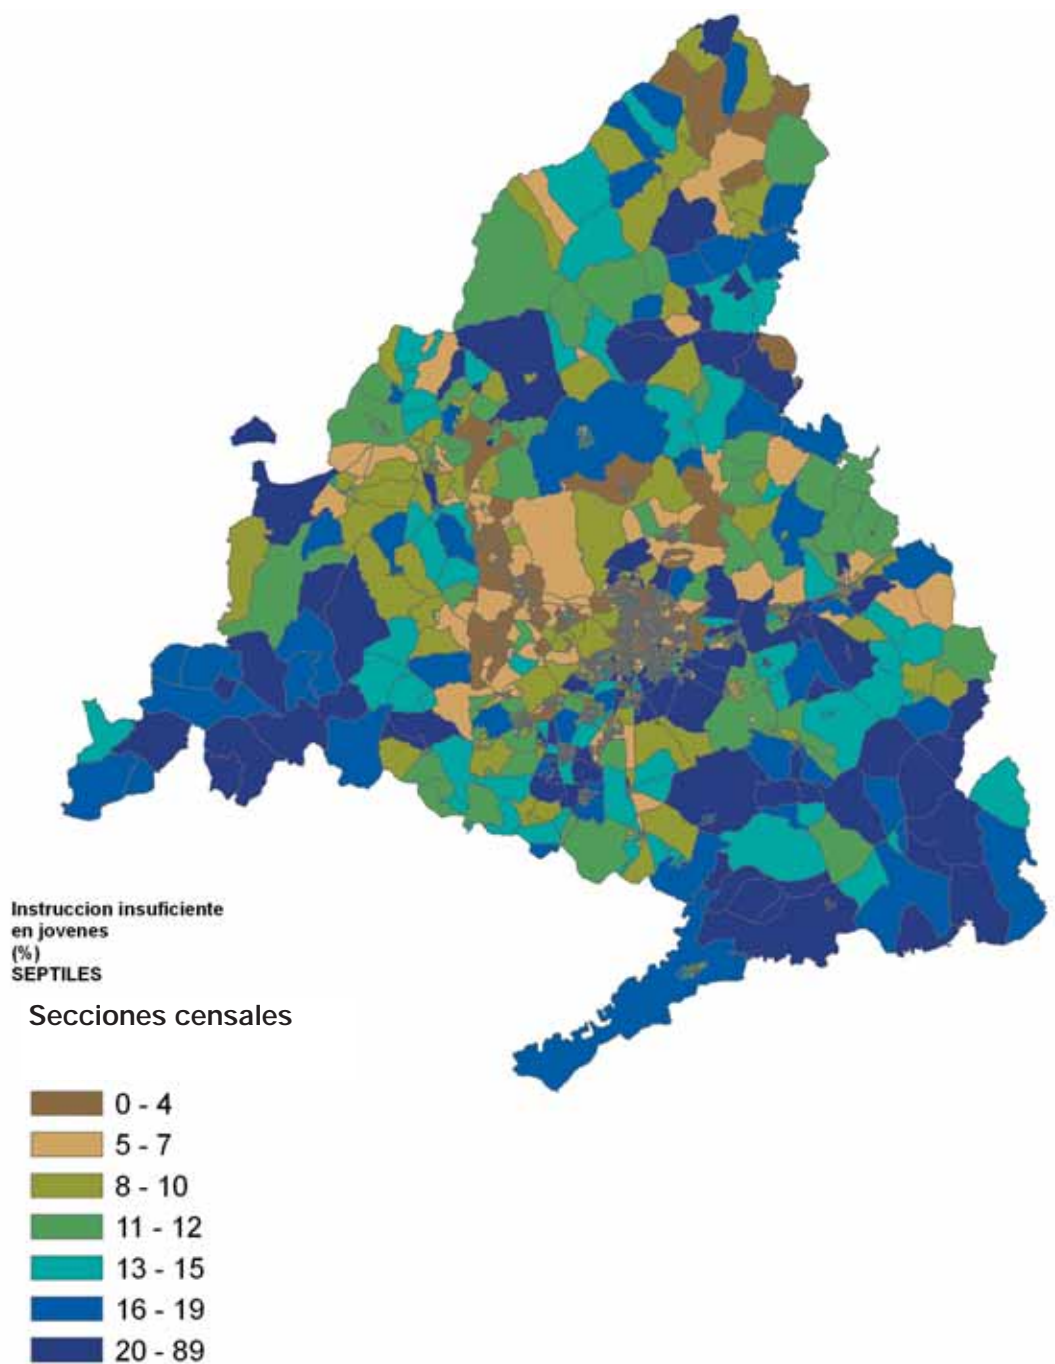 Instruccion insuficiente
en jovenes
(%)
SEPTILES
Secciones censales
0 - 4
5 - 7
8 - 10
11 - 12
13 - 15
16 - 19
20 - 89